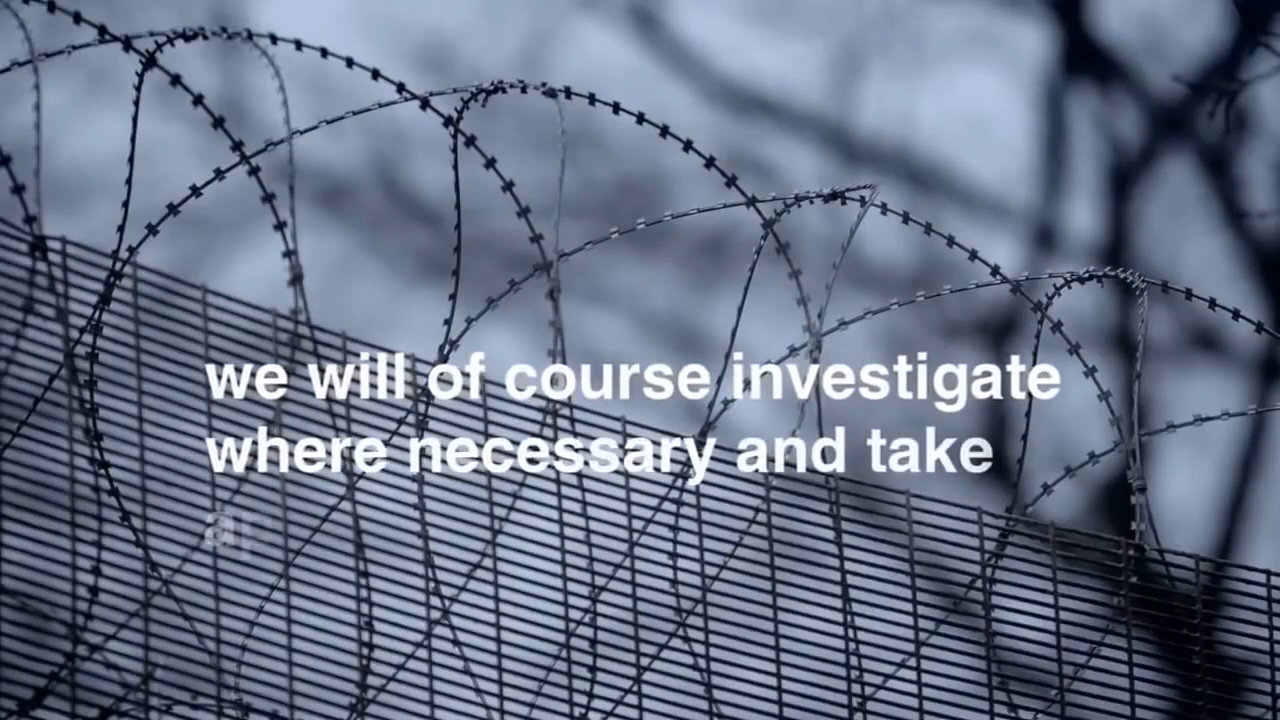 we will of course investigate
where necessary and take